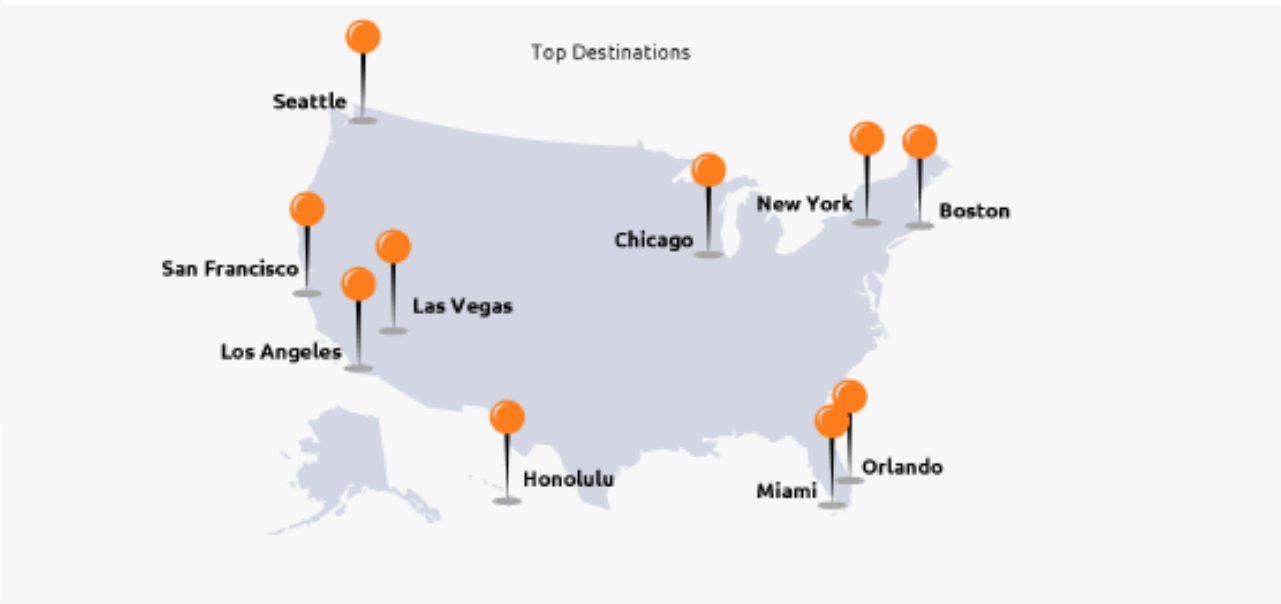 Top Destinations
Seattle
New York
Boston
Chicago
San Francisco
Las Vegas
Los Angeles
Orlando
Honolulu
Miami